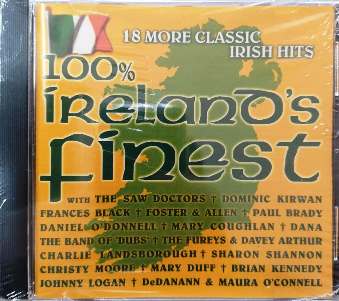 18 MORE CLASSIC
IRISH HITS
100%
IRELAND'S
FINEST
WITH THE SAW DOCTORS † DOMINIC KIRWAN
FRANCES BLACK † FOSTER & ALLEN † PAUL BRADY
DANIEL O'DONNELL † MARY COUGHLAN † DANA
THE BAND OF 'DUBS' † THE FUREYS & DAVEY ARTHUR
CHARLIE LANDSBOROUGH † SHARON SHANNON
CHRISTY MOORE † MARY DUFF † BRIAN KENNEDY
JOHNNY LOGAN † DeDANANN & MAURA O'CONNELL